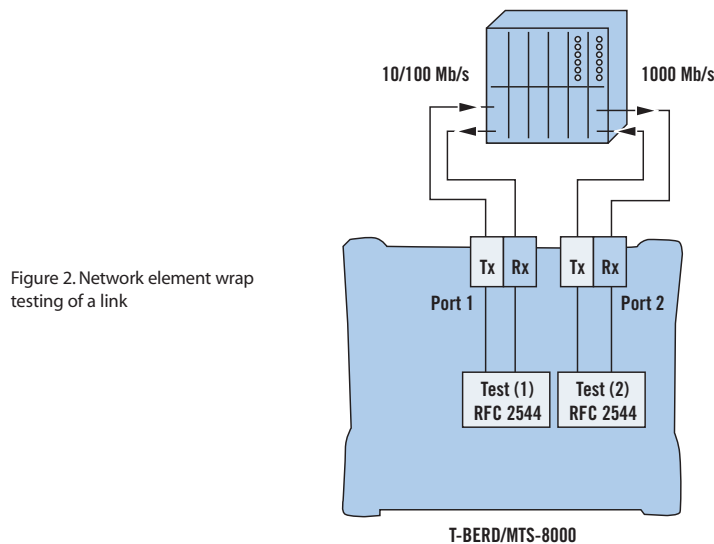 10/100 Mb/s
1000 Mb/s
Figure 2. Network element wrap
testing of a link
Tx
Rx
Tx
Rx
Port 1
Port 2
Test (1)
RFC 2544
Test (2)
RFC 2544
T-BERD/MTS-8000